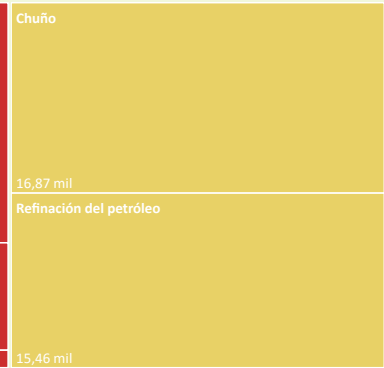 Chuño
16,87 mil
Refinación del petróleo
15,46 mil